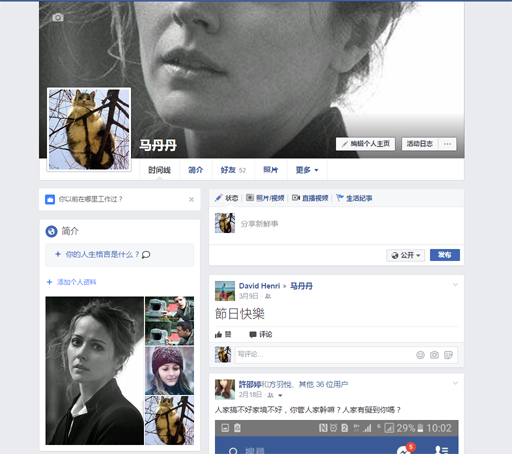 马丹丹
编辑个人主页
活动日志 ...
时间线 简介 好友 52 照片 更多
你以前在哪里工作过？
状态 照片/视频 直播视频 生活纪事
分享新鲜事
公开 发布
简介
+ 你的人生格言是什么？
+ 添加个人资料
David Henri ▸ 马丹丹
3月9日
節日快樂
赞 评论
写评论...
許邵婷和方羽悦、其他 36 位用户
2月18日
人家搞不好家境不好，你管人家幹嘛？人家有礙到你嗎？
29% 10:02
搜尋
5